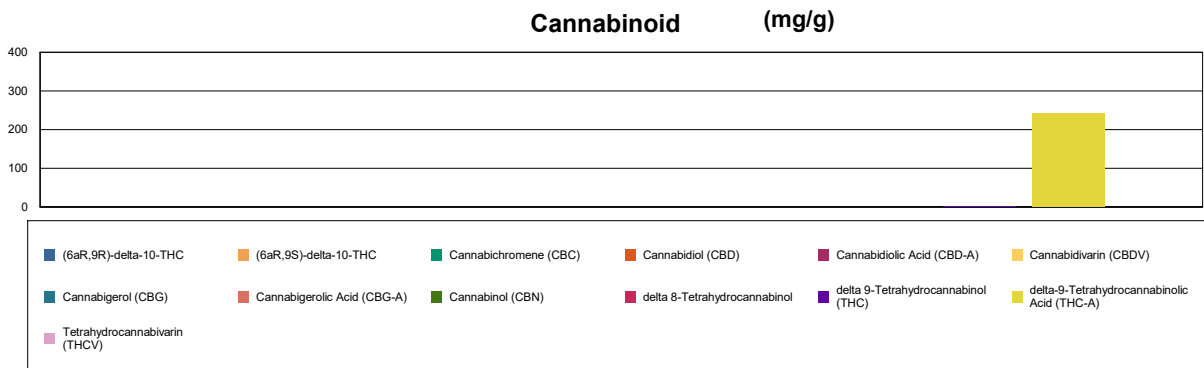 Cannabinoid (mg/g)
400
300
200
100
0
(6aR,9R)-delta-10-THC
(6aR,9S)-delta-10-THC
Cannabichromene (CBC)
Cannabidiol (CBD)
Cannabidiolic Acid (CBD-A)
Cannabidivarin (CBDV)
Cannabigerol (CBG)
Cannabigerolic Acid (CBG-A)
Cannabinol (CBN)
delta 8-Tetrahydrocannabinol
delta 9-Tetrahydrocannabinol
(THC)
delta-9-Tetrahydrocannabinolic
Acid (THC-A)
Tetrahydrocannabivarin
(THCV)